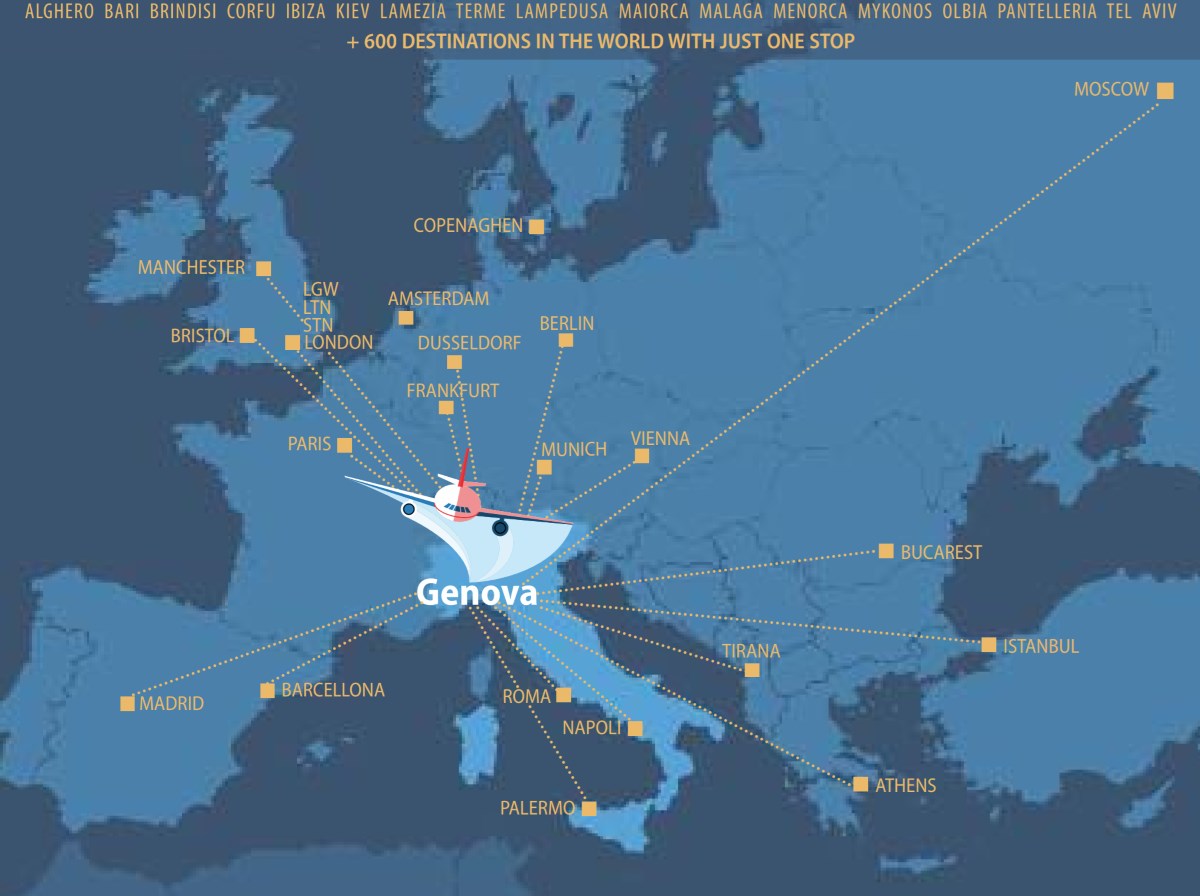 ALGHERO BARI BRINDISI CORFU IBIZA KIEV LAMEZIA TERME LAMPEDUSA MAIORCA MALAGA MENORCA MYKONOS OLBIA PANTELLERIA TEL AVIV
+ 600 DESTINATIONS IN THE WORLD WITH JUST ONE STOP
MOSCOW
COPENAGHEN
MANCHESTER
LGW
LTN
STN
LONDON
AMSTERDAM
BRISTOL
BERLIN
DUSSELDORF
FRANKFURT
PARIS
MUNICH
VIENNA
BUCAREST
Genova
ISTANBUL
TIRANA
MADRID
BARCELLONA
ROMA
NAPOLI
ATHENS
PALERMO